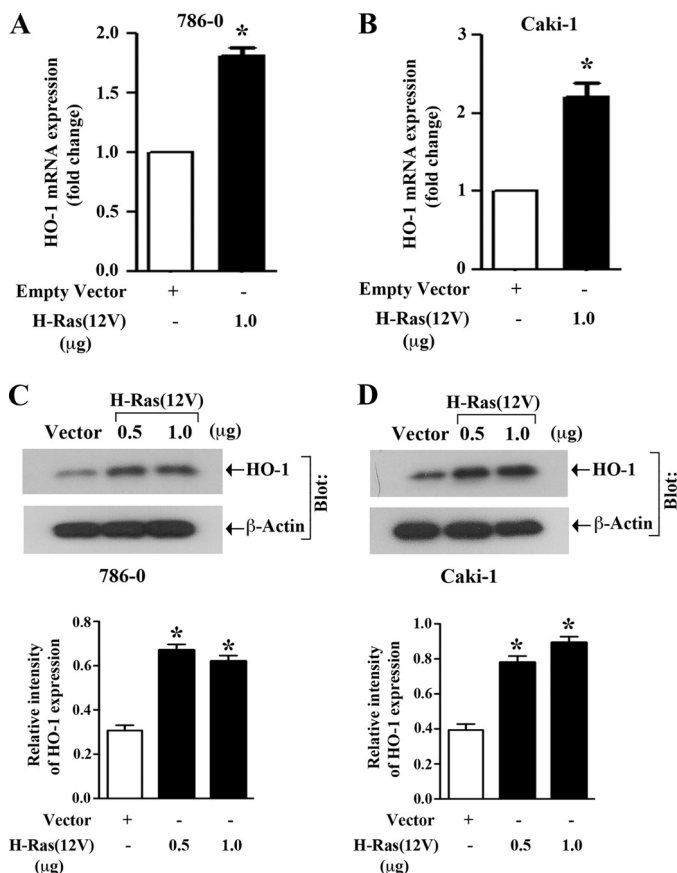 A
786-0
HO-1 mRNA expression
(fold change)
2.0
1.5
1.0
0.5
0.0
*
Empty Vector + -
H-Ras(12V) - 1.0
(μg)
B
Caki-1
HO-1 mRNA expression
(fold change)
3
2
1
0
*
Empty Vector + -
H-Ras(12V) - 1.0
(μg)
C
H-Ras(12V)
Vector 0.5 1.0 (μg)
HO-1
β-Actin
Blot:
786-0
Relative intensity
of HO-1 expression
0.8
0.6
0.4
0.2
0.0
* *
Vector + - -
H-Ras(12V) - 0.5 1.0
(μg)
D
H-Ras(12V)
Vector 0.5 1.0 (μg)
HO-1
β-Actin
Blot:
Caki-1
Relative intensity
of HO-1 expression
1.0
0.8
0.6
0.4
0.2
0.0
* *
Vector + - -
H-Ras(12V) - 0.5 1.0
(μg)